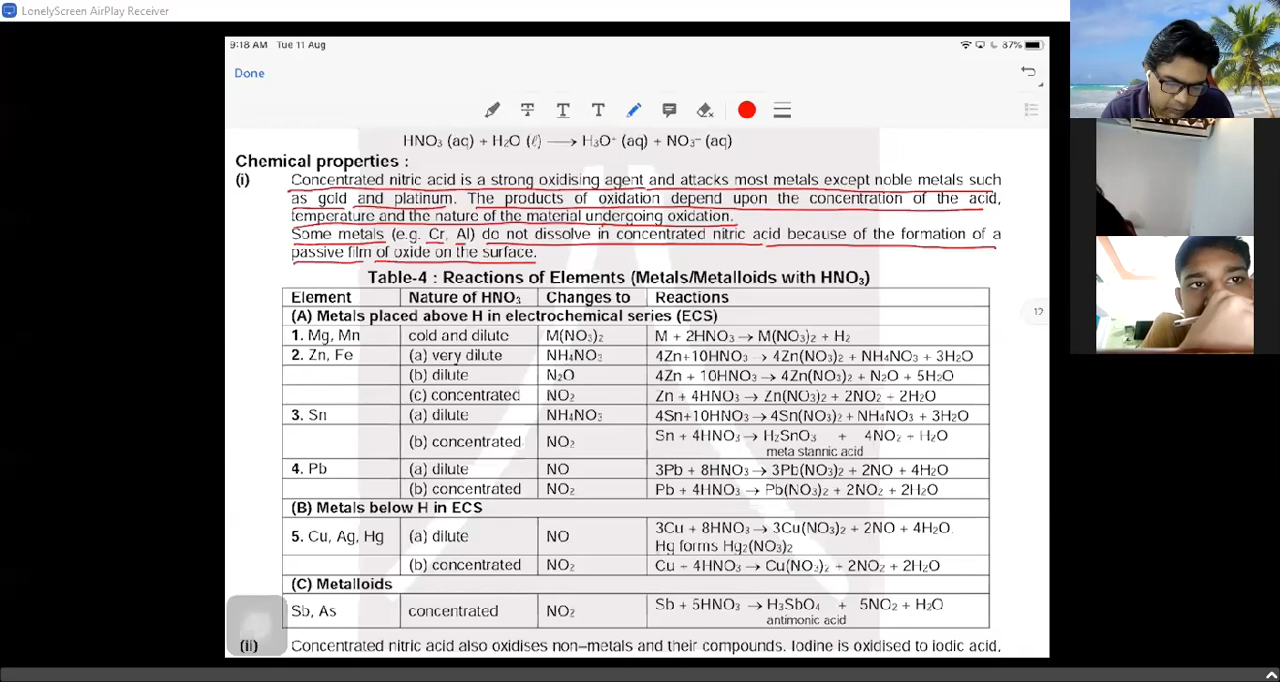 LonelyScreen AirPlay Receiver
9:18 AM Tue 11 Aug
87%
Done
HNO₃ (aq) + H₂O (ℓ) ⟶ H₃O⁺ (aq) + NO₃⁻ (aq)
Chemical properties :
(i) Concentrated nitric acid is a strong oxidising agent and attacks most metals except noble metals such
as gold and platinum. The products of oxidation depend upon the concentration of the acid,
temperature and the nature of the material undergoing oxidation.
Some metals (e.g. Cr, Al) do not dissolve in concentrated nitric acid because of the formation of a
passive film of oxide on the surface.
Table-4 : Reactions of Elements (Metals/Metalloids with HNO₃)
Element Nature of HNO₃ Changes to Reactions
(A) Metals placed above H in electrochemical series (ECS)
12
1. Mg, Mn cold and dilute M(NO₃)₂ M + 2HNO₃ → M(NO₃)₂ + H₂
2. Zn, Fe (a) very dilute NH₄NO₃ 4Zn+10HNO₃ → 4Zn(NO₃)₂ + NH₄NO₃ + 3H₂O
(b) dilute N₂O 4Zn + 10HNO₃ → 4Zn(NO₃)₂ + N₂O + 5H₂O
(c) concentrated NO₂ Zn + 4HNO₃ → Zn(NO₃)₂ + 2NO₂ + 2H₂O
3. Sn (a) dilute NH₄NO₃ 4Sn+10HNO₃ → 4Sn(NO₃)₂ + NH₄NO₃ + 3H₂O
(b) concentrated NO₂ Sn + 4HNO₃ → H₂SnO₃ + 4NO₂ + H₂O
meta stannic acid
4. Pb (a) dilute NO 3Pb + 8HNO₃ → 3Pb(NO₃)₂ + 2NO + 4H₂O
(b) concentrated NO₂ Pb + 4HNO₃ → Pb(NO₃)₂ + 2NO₂ + 2H₂O
(B) Metals below H in ECS
5. Cu, Ag, Hg (a) dilute NO 3Cu + 8HNO₃ → 3Cu(NO₃)₂ + 2NO + 4H₂O.
Hg forms Hg₂(NO₃)₂
(b) concentrated NO₂ Cu + 4HNO₃ → Cu(NO₃)₂ + 2NO₂ + 2H₂O
(C) Metalloids
Sb, As concentrated NO₂ Sb + 5HNO₃ → H₃SbO₄ + 5NO₂ + H₂O
antimonic acid
(ii) Concentrated nitric acid also oxidises non–metals and their compounds. Iodine is oxidised to iodic acid,